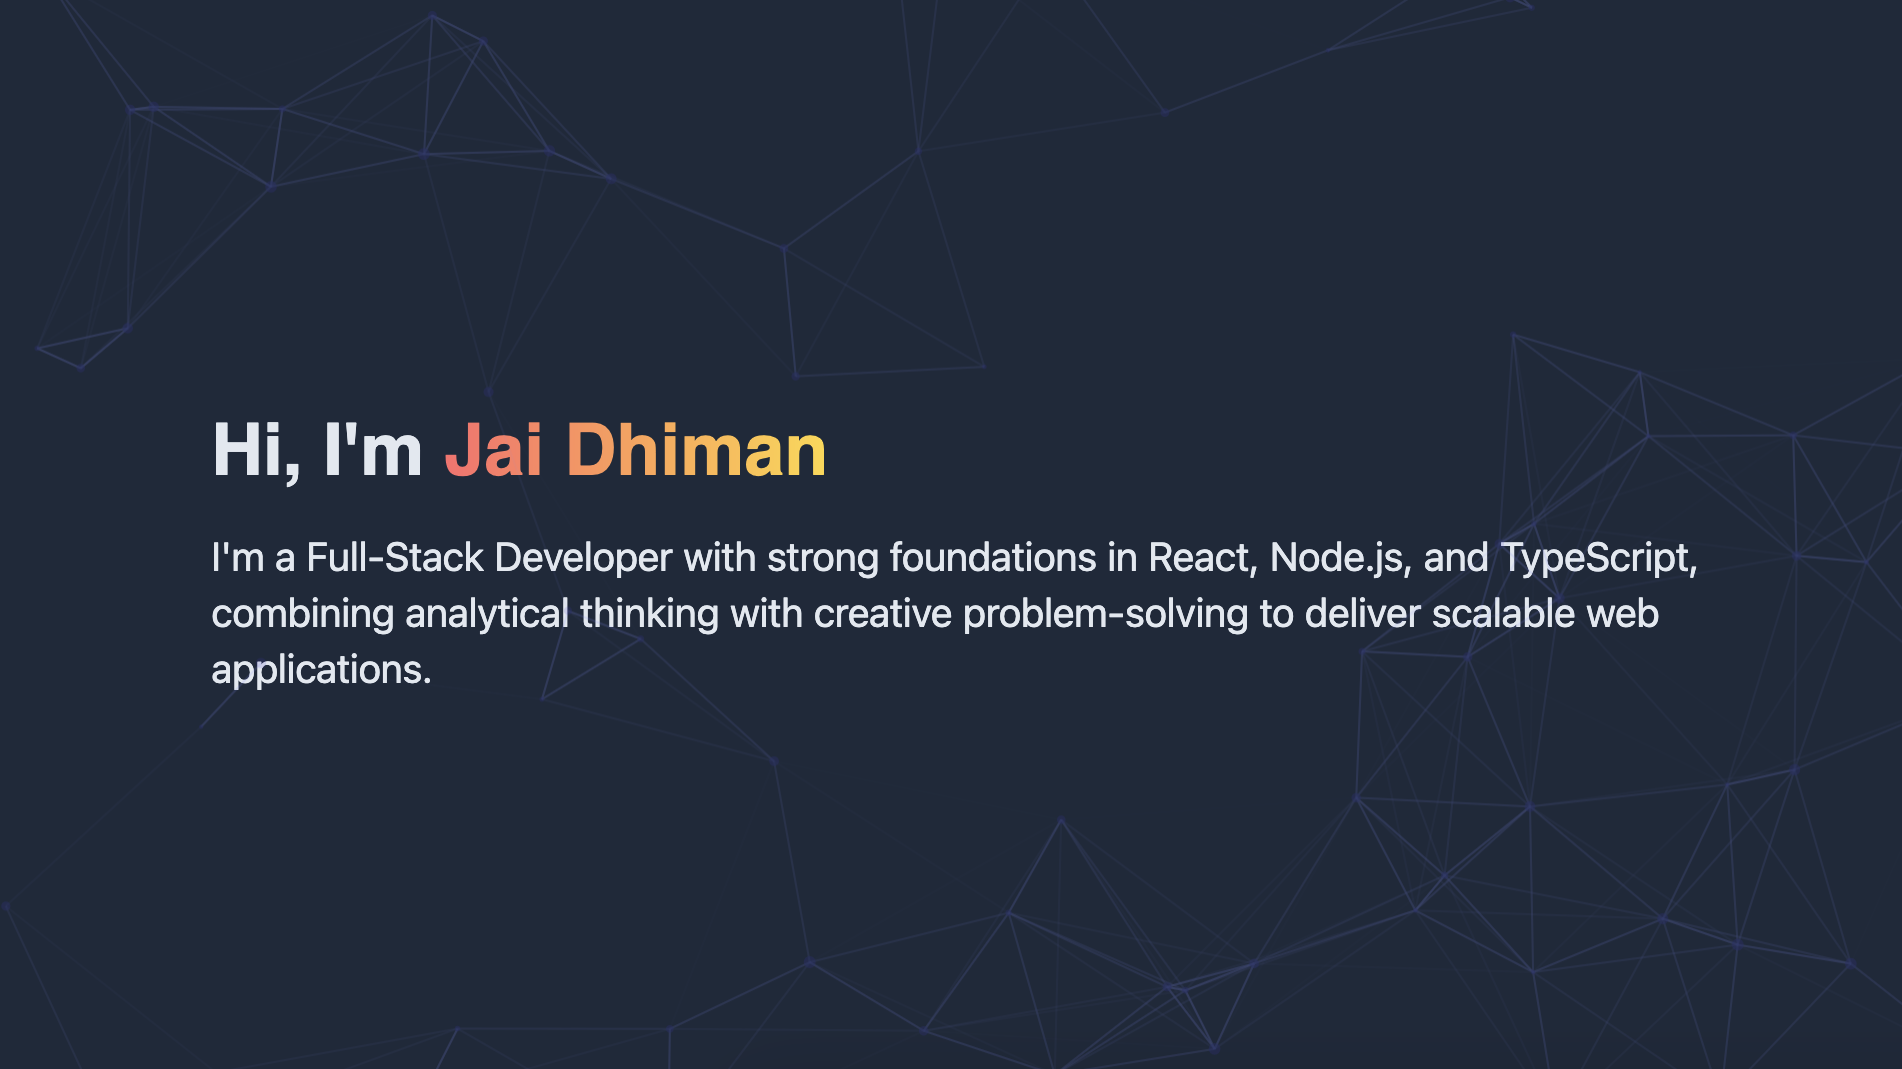 Hi, I'm Jai Dhiman
I'm a Full-Stack Developer with strong foundations in React, Node.js, and TypeScript,
combining analytical thinking with creative problem-solving to deliver scalable web
applications.